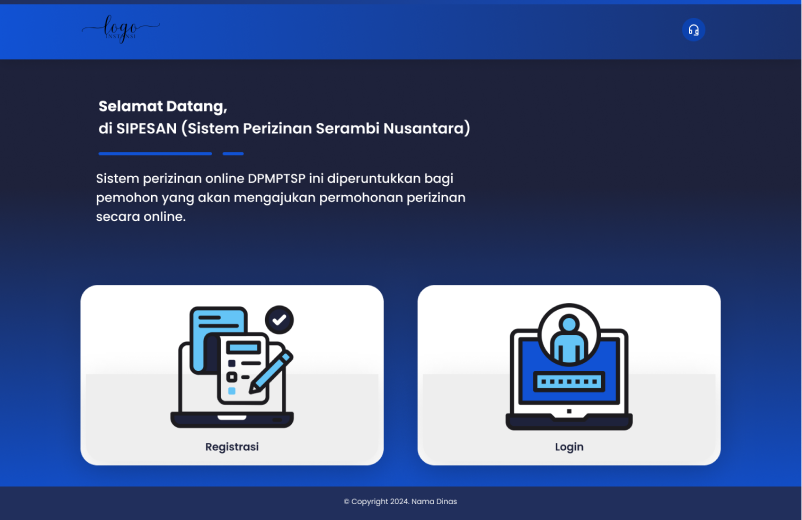 logo
Selamat Datang,
di SIPESAN (Sistem Perizinan Serambi Nusantara)
Sistem perizinan online DPMPTSP ini diperuntukkan bagi
pemohon yang akan mengajukan permohonan perizinan
secara online.
Registrasi
Login
© Copyright 2024. Nama Dinas